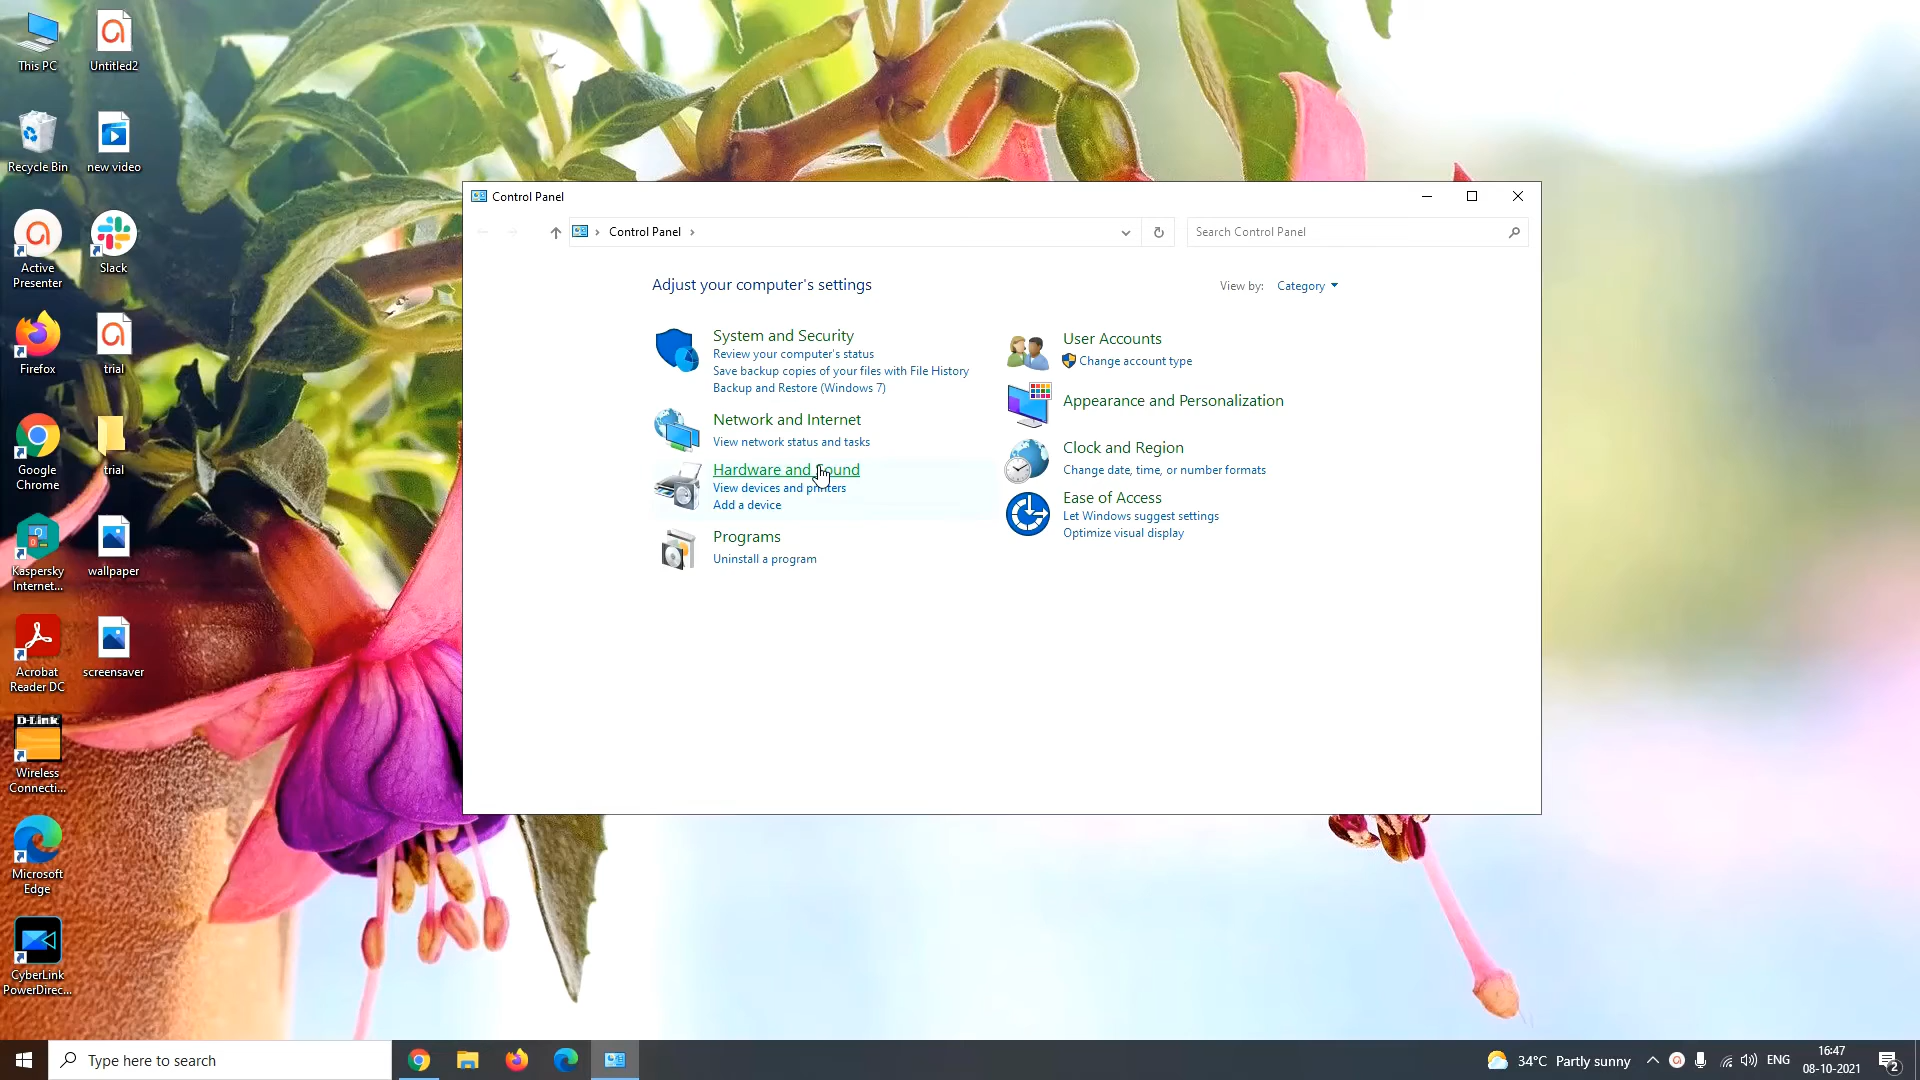 This PC
Untitled2
Recycle Bin
new video
Active
Presenter
Slack
Firefox
trial
Google
Chrome
trial
Kaspersky
Internet...
wallpaper
Acrobat
Reader DC
screensaver
D-Link
Wireless
Connecti...
Microsoft
Edge
CyberLink
PowerDirec...
Control Panel
Control Panel
Search Control Panel
Adjust your computer's settings
View by: Category
System and Security
Review your computer's status
Save backup copies of your files with File History
Backup and Restore (Windows 7)
Network and Internet
View network status and tasks
Hardware and Sound
View devices and printers
Add a device
Programs
Uninstall a program
User Accounts
Change account type
Appearance and Personalization
Clock and Region
Change date, time, or number formats
Ease of Access
Let Windows suggest settings
Optimize visual display
Type here to search
34°C Partly sunny
ENG
16:47
08-10-2021
2